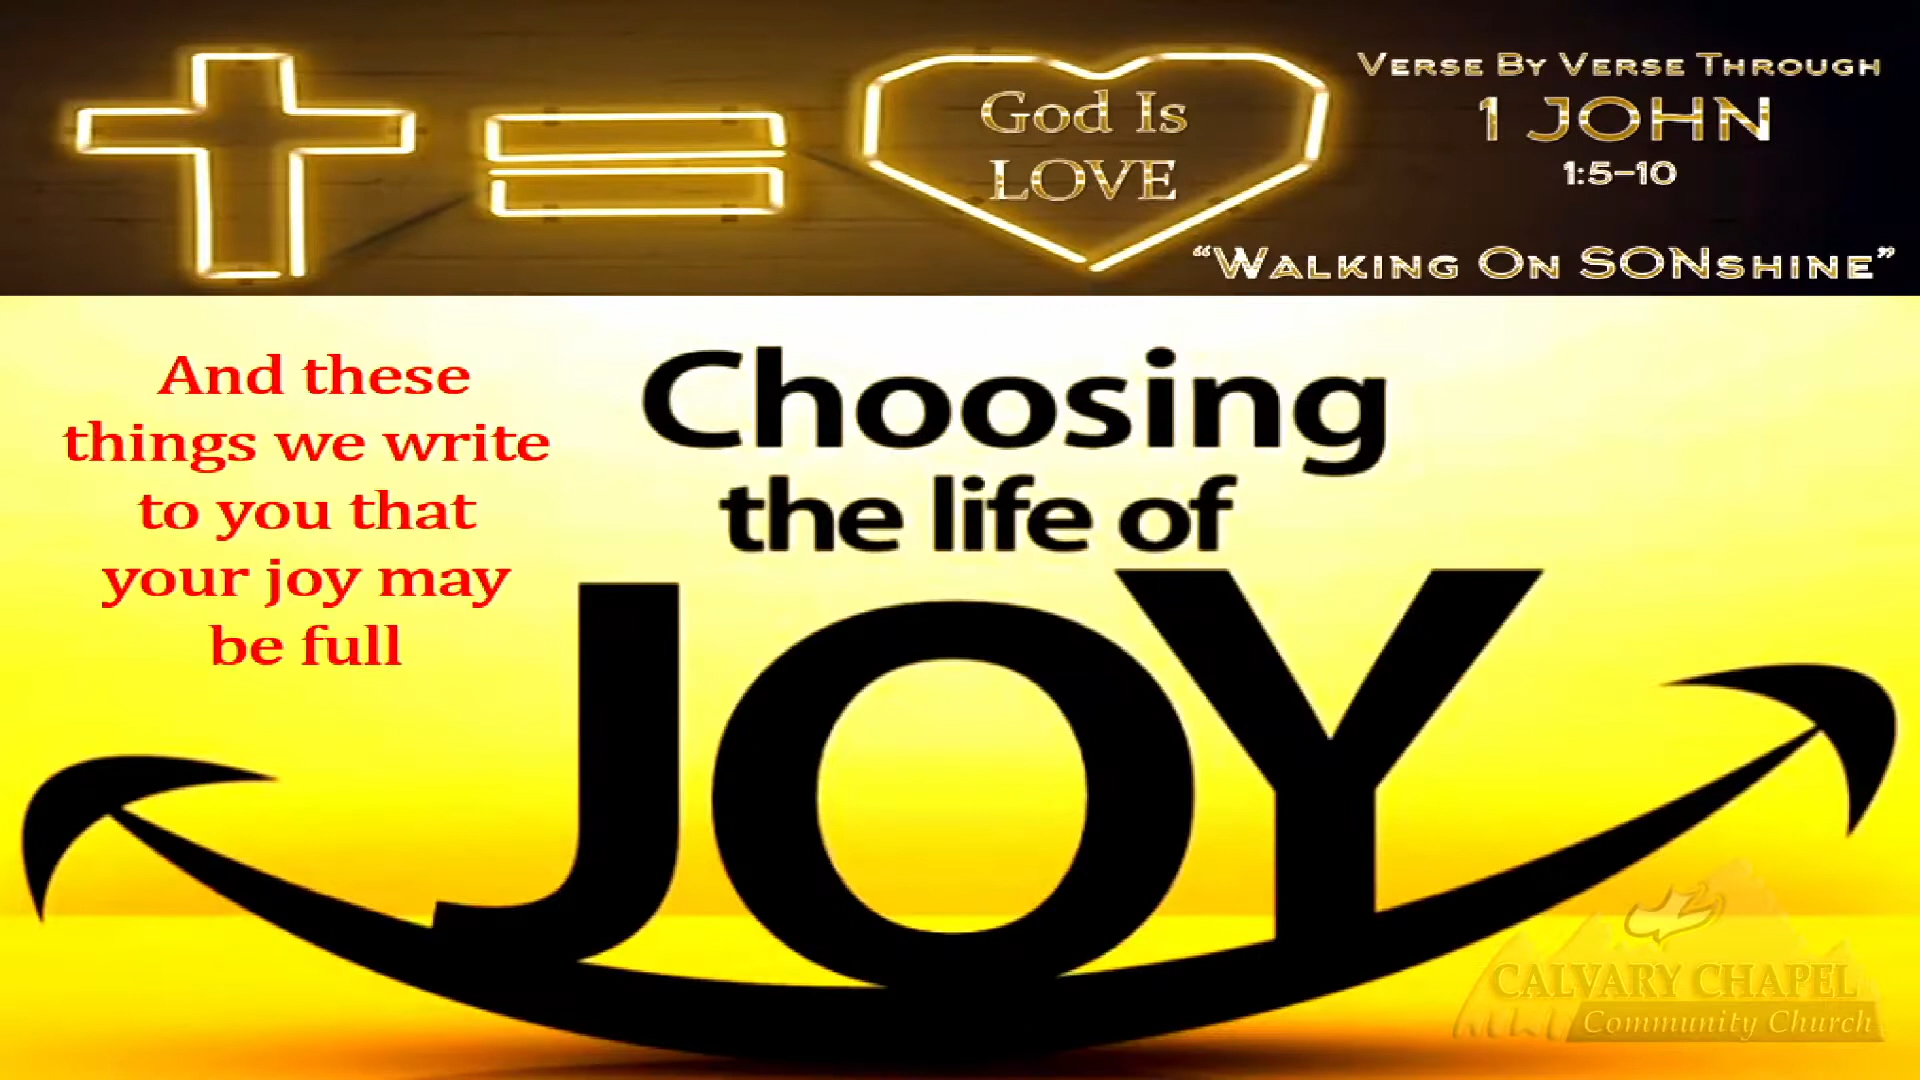 God Is
LOVE
VERSE BY VERSE THROUGH
1 JOHN
1:5-10
“WALKING ON SONSHINE”
And these
things we write
to you that
your joy may
be full
Choosing
the life of
JOY
CALVARY CHAPEL
Community Church